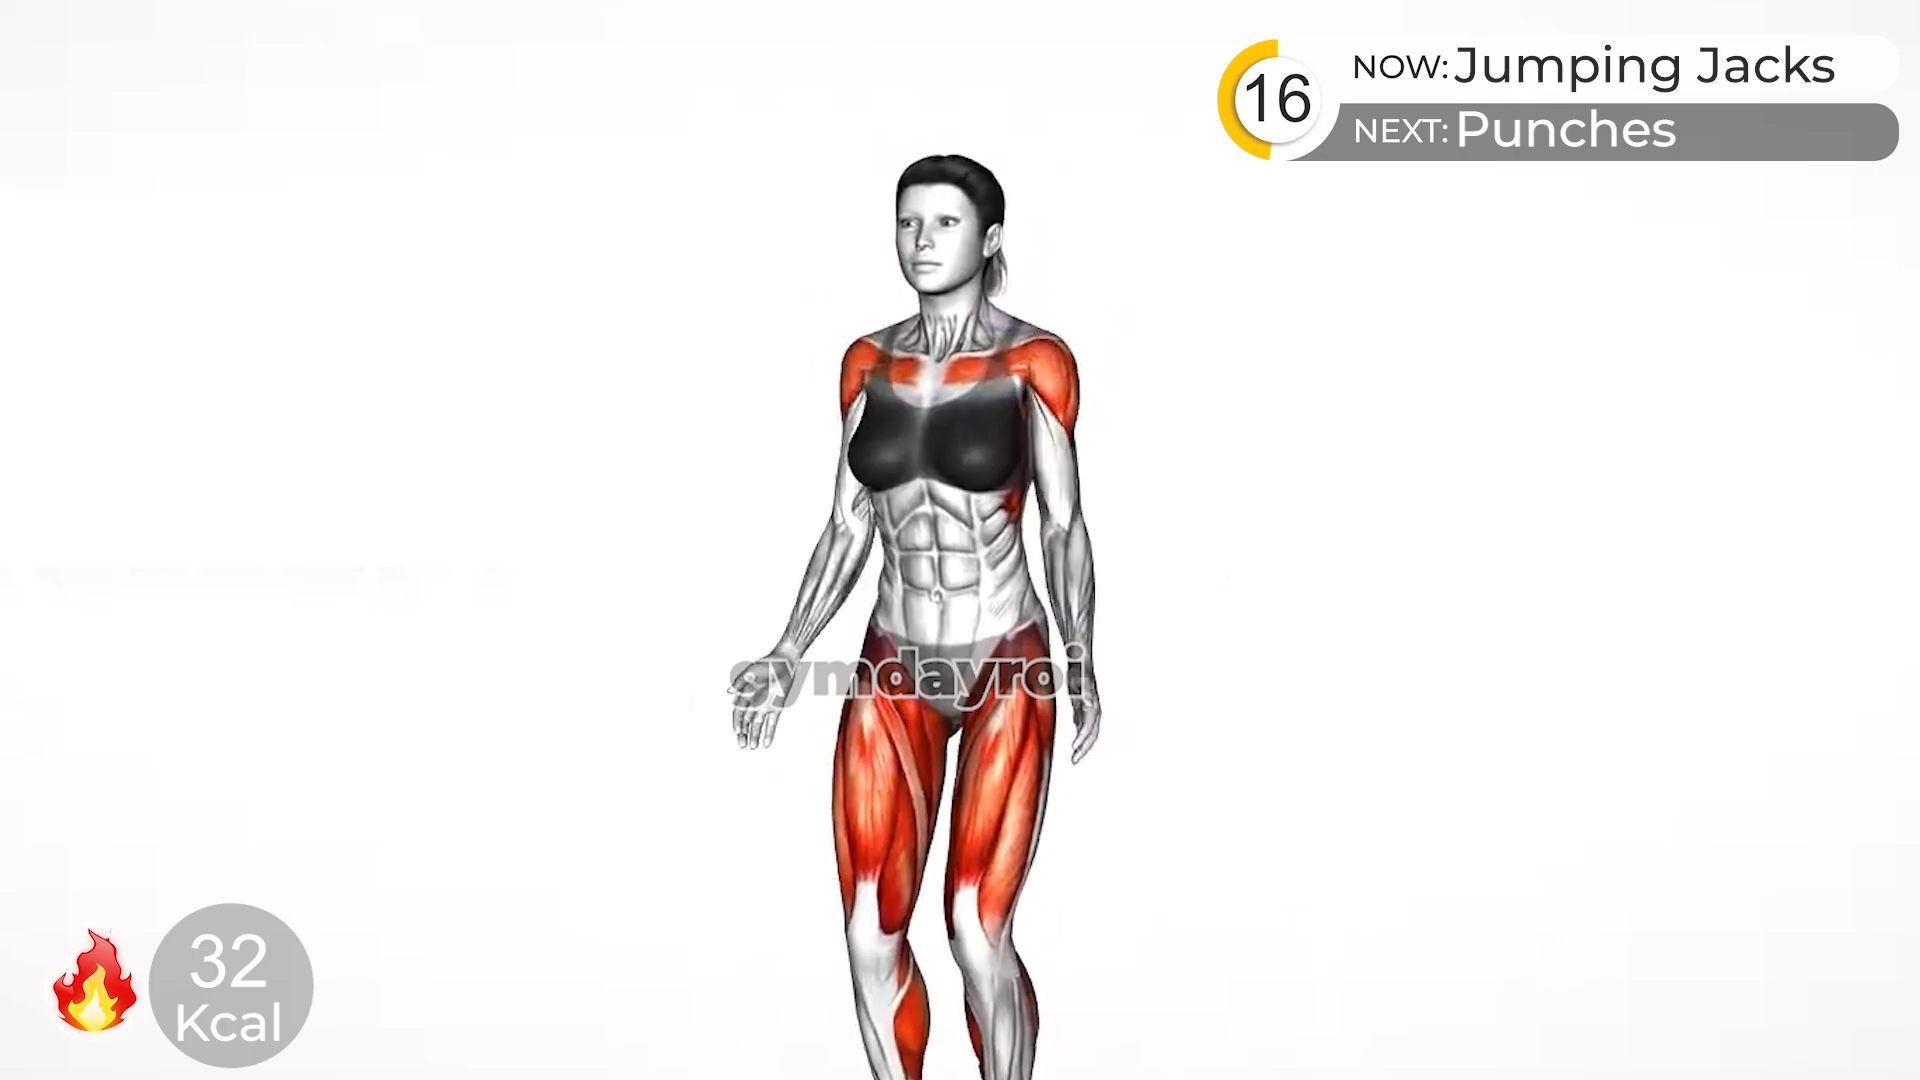 16
NOW: Jumping Jacks
NEXT: Punches
gymdayroi
32
Kcal